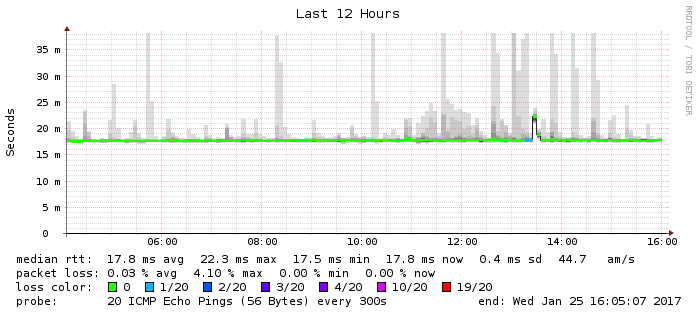 Last 12 Hours
RRDTOOL / TOBI OETIKER
Seconds
35 m
30 m
25 m
20 m
15 m
10 m
5 m
0
06:00 08:00 10:00 12:00 14:00 16:00
median rtt: 17.8 ms avg 22.3 ms max 17.5 ms min 17.8 ms now 0.4 ms sd 44.7 am/s
packet loss: 0.03 % avg 4.10 % max 0.00 % min 0.00 % now
loss color: 0 1/20 2/20 3/20 4/20 10/20 19/20
probe: 20 ICMP Echo Pings (56 Bytes) every 300s end: Wed Jan 25 16:05:07 2017